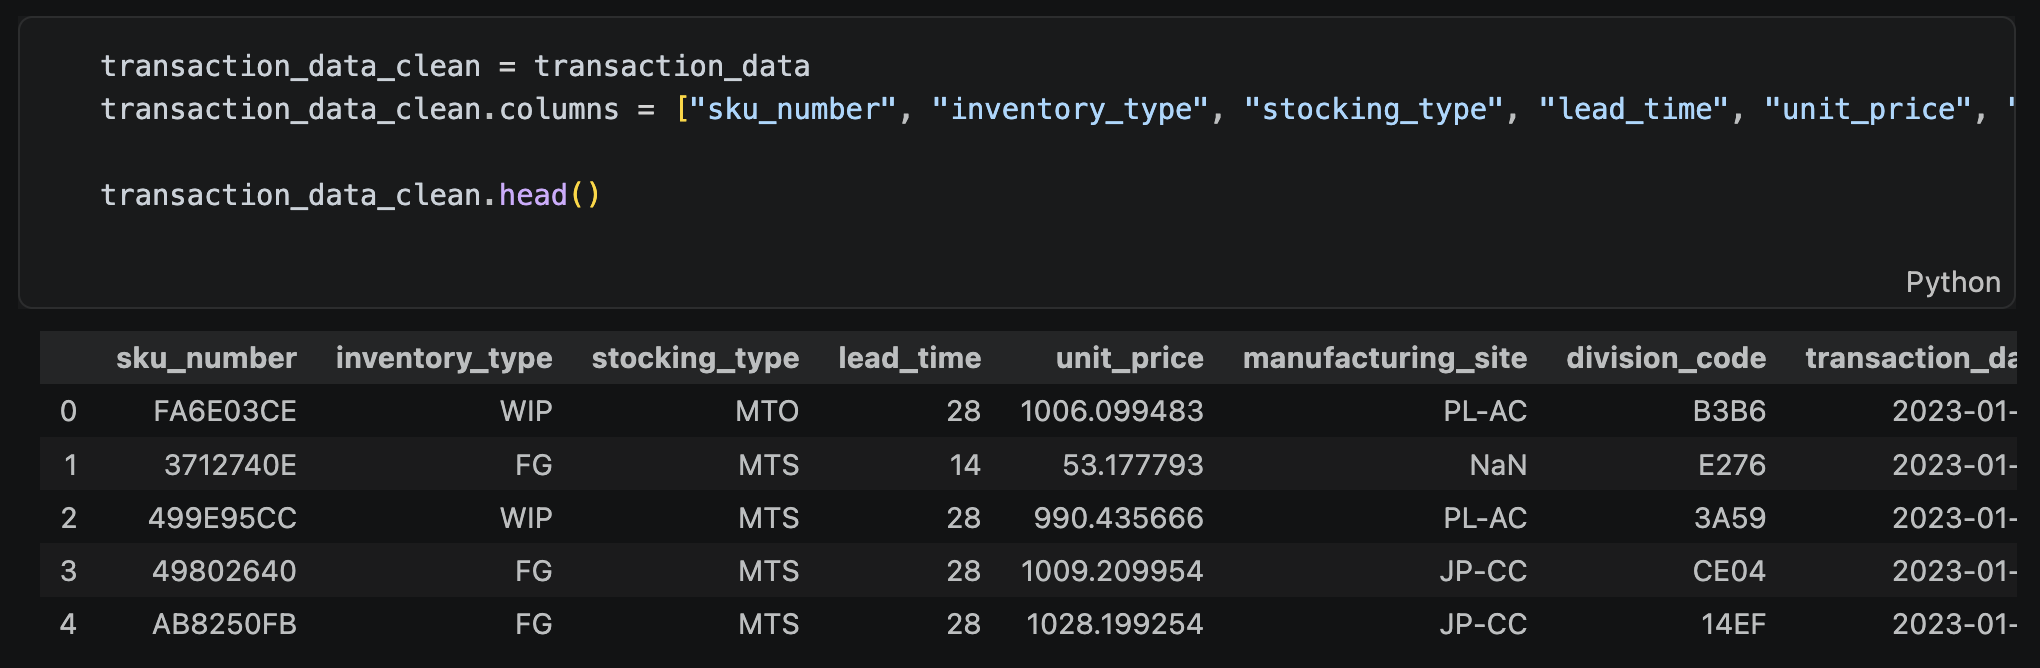 transaction_data_clean = transaction_data
transaction_data_clean.columns = ["sku_number", "inventory_type", "stocking_type", "lead_time", "unit_price", "
transaction_data_clean.head()
Python
sku_number inventory_type stocking_type lead_time unit_price manufacturing_site division_code transaction_da
0 FA6E03CE WIP MTO 28 1006.099483 PL-AC B3B6 2023-01-
1 3712740E FG MTS 14 53.177793 NaN E276 2023-01-
2 499E95CC WIP MTS 28 990.435666 PL-AC 3A59 2023-01-
3 49802640 FG MTS 28 1009.209954 JP-CC CE04 2023-01-
4 AB8250FB FG MTS 28 1028.199254 JP-CC 14EF 2023-01-